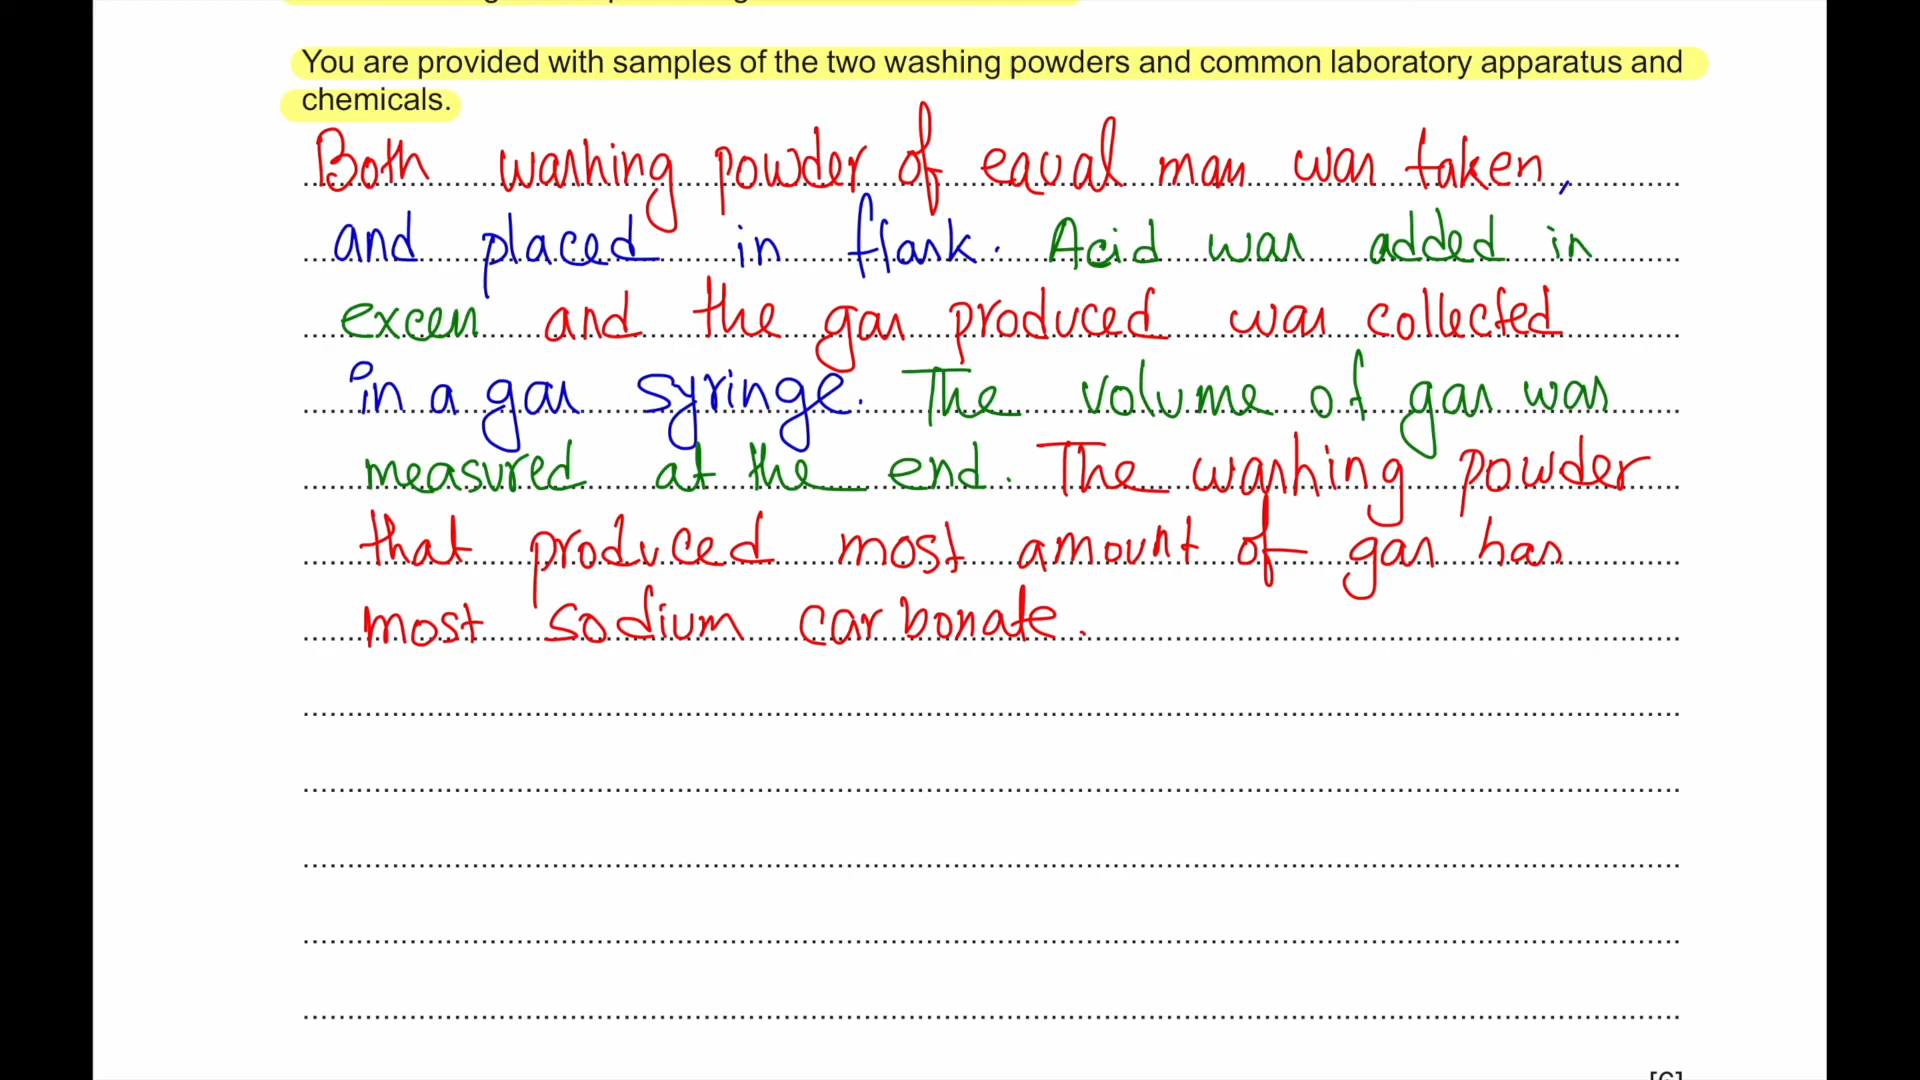 You are provided with samples of the two washing powders and common laboratory apparatus and
chemicals.
Both washing powder of equal mass was taken,
and placed in flask. Acid was added in
excess and the gas produced was collected
in a gas syringe. The volume of gas was
measured at the end. The washing powder
that produced most amount of gas has
most sodium carbonate.